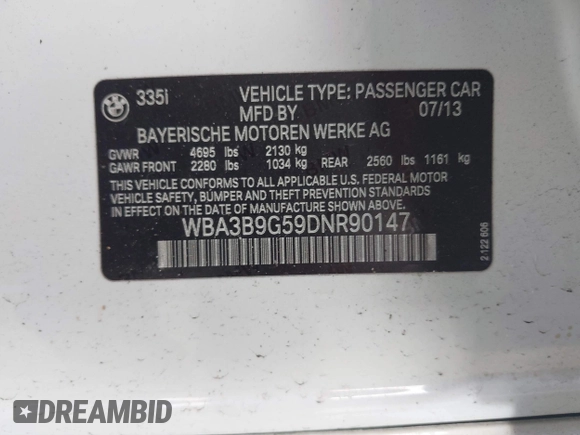 335i VEHICLE TYPE: PASSENGER CAR
MFD BY 07/13
BAYERISCHE MOTOREN WERKE AG
GVWR 4695 lbs 2130 kg
GAWR FRONT 2280 lbs 1034 kg REAR 2560 lbs 1161 kg
THIS VEHICLE CONFORMS TO ALL APPLICABLE U.S. FEDERAL MOTOR
VEHICLE SAFETY, BUMPER AND THEFT PREVENTION STANDARDS
IN EFFECT ON THE DATE OF MANUFACTURE SHOWN ABOVE.
WBA3B9G59DNR90147
2 122 606
DREAMBID